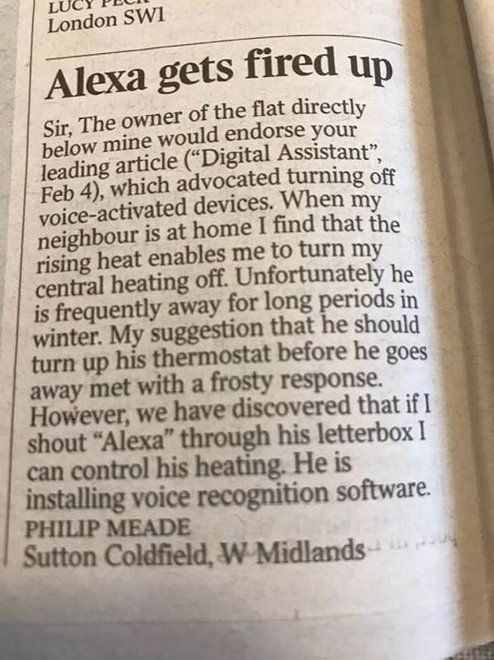 LUCY PECK
London SW1
Alexa gets fired up
Sir, The owner of the flat directly
below mine would endorse your
leading article (“Digital Assistant”,
Feb 4), which advocated turning off
voice-activated devices. When my
neighbour is at home I find that the
rising heat enables me to turn my
central heating off. Unfortunately he
is frequently away for long periods in
winter. My suggestion that he should
turn up his thermostat before he goes
away met with a frosty response.
However, we have discovered that if I
shout “Alexa” through his letterbox I
can control his heating. He is
installing voice recognition software.
PHILIP MEADE
Sutton Coldfield, W Midlands